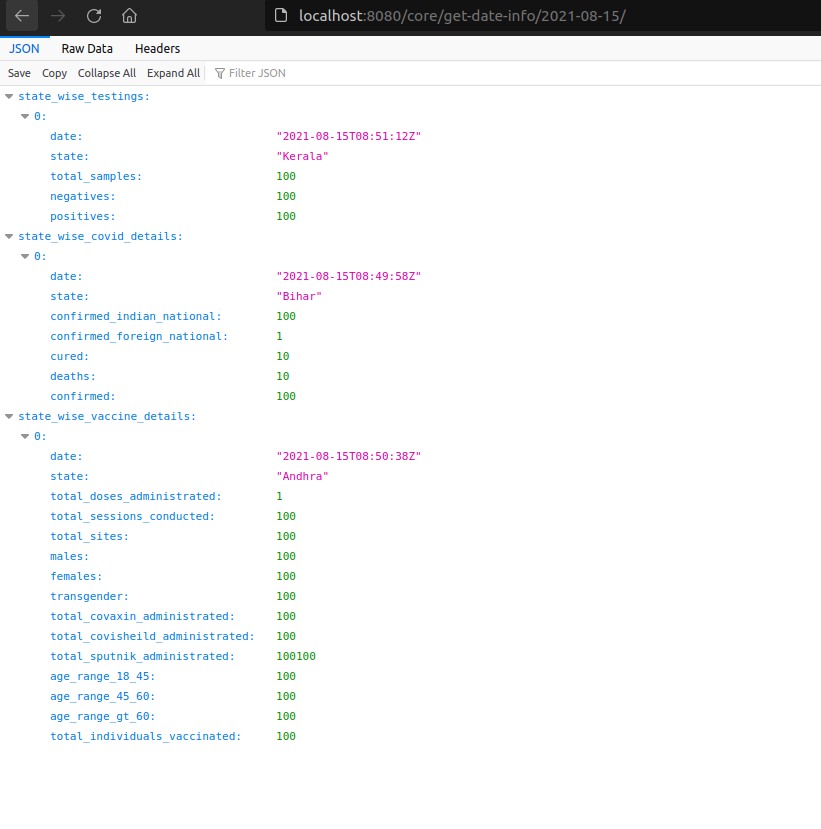 localhost:8080/core/get-date-info/2021-08-15/
JSON Raw Data Headers
Save Copy Collapse All Expand All Filter JSON
state_wise_testings:
0:
date: "2021-08-15T08:51:12Z"
state: "Kerala"
total_samples: 100
negatives: 100
positives: 100
state_wise_covid_details:
0:
date: "2021-08-15T08:49:58Z"
state: "Bihar"
confirmed_indian_national: 100
confirmed_foreign_national: 1
cured: 10
deaths: 10
confirmed: 100
state_wise_vaccine_details:
0:
date: "2021-08-15T08:50:38Z"
state: "Andhra"
total_doses_administrated: 1
total_sessions_conducted: 100
total_sites: 100
males: 100
females: 100
transgender: 100
total_covaxin_administrated: 100
total_covisheild_administrated: 100
total_sputnik_administrated: 100100
age_range_18_45: 100
age_range_45_60: 100
age_range_gt_60: 100
total_individuals_vaccinated: 100